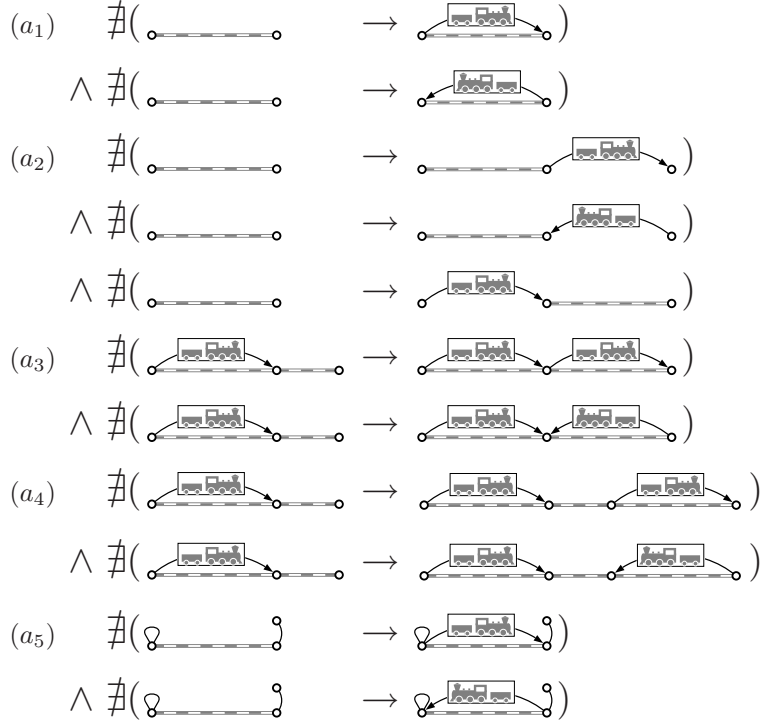 (a₁) ∄( → )
∧ ∄( → )
(a₂) ∄( → )
∧ ∄( → )
∧ ∄( → )
(a₃) ∄( → )
∧ ∄( → )
(a₄) ∄( → )
∧ ∄( → )
(a₅) ∄( → )
∧ ∄( → )